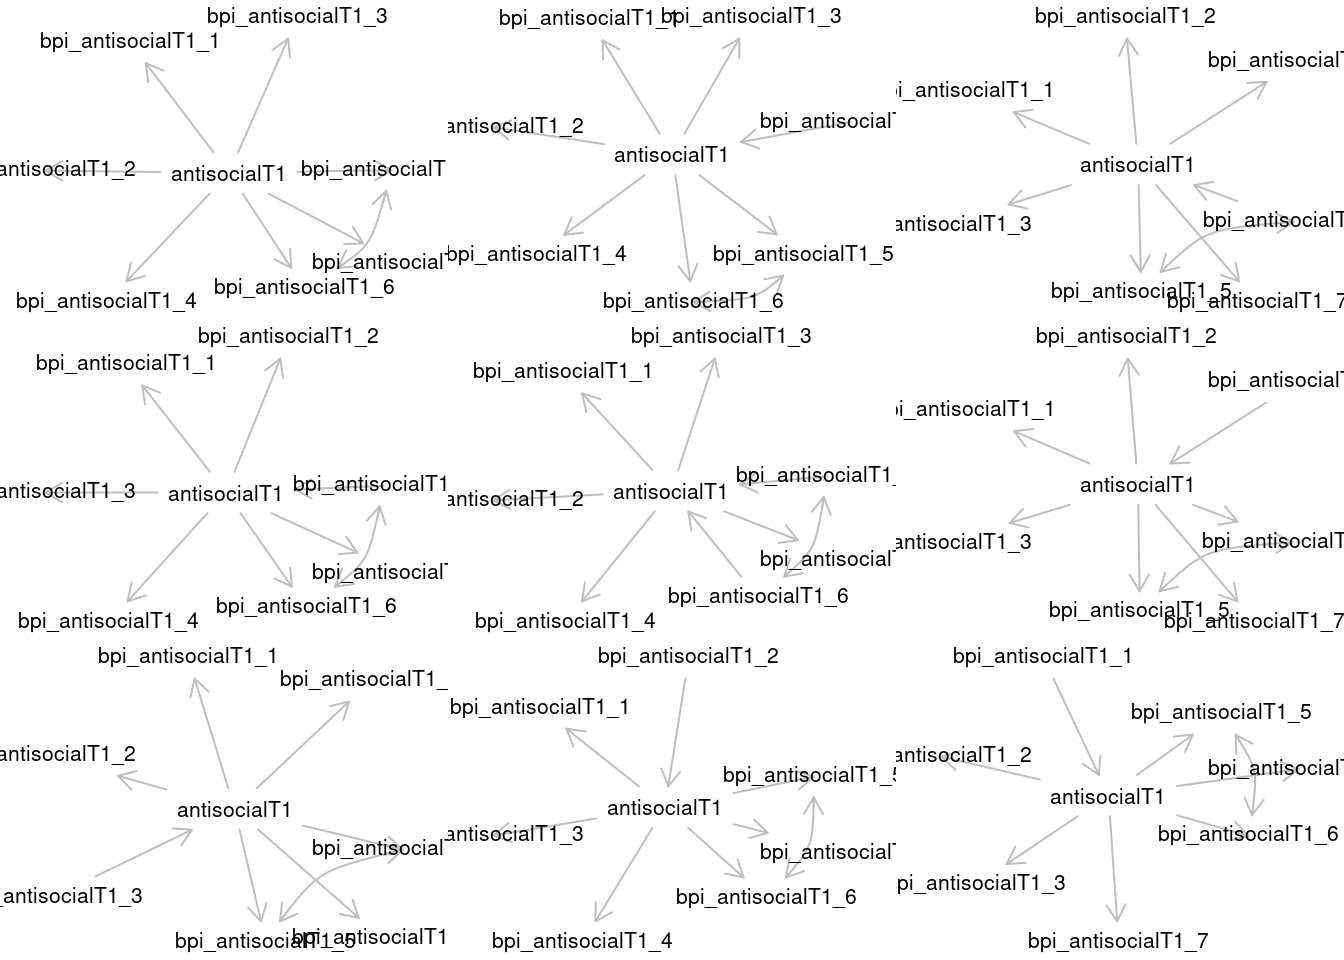 bpi_antisocialT1_3
bpi_antisocialT1_1
antisocialT1_2
antisocialT1
bpi_antisocialT
bpi_antisocialT
bpi_antisocialT1_6
bpi_antisocialT1_4
bpi_antisocialT1_1
bpi_antisocialT1_3
antisocialT1_2
bpi_antisocialT
antisocialT1
bpi_antisocialT1_4
bpi_antisocialT1_5
bpi_antisocialT1_6
bpi_antisocialT1_2
bpi_antisocialT
i_antisocialT1_1
antisocialT1
antisocialT1_3
bpi_antisocialT
bpi_antisocialT1_5
bpi_antisocialT1_7
bpi_antisocialT1_2
bpi_antisocialT1_1
antisocialT1_3
antisocialT1
bpi_antisocialT1
bpi_antisocialT
bpi_antisocialT1_6
bpi_antisocialT1_4
bpi_antisocialT1_3
bpi_antisocialT1_1
antisocialT1_2
antisocialT1
bpi_antisocialT1_
bpi_antisocialT
bpi_antisocialT1_6
bpi_antisocialT1_4
bpi_antisocialT1_2
bpi_antisocialT
i_antisocialT1_1
antisocialT1
antisocialT1_3
bpi_antisocialT
bpi_antisocialT1_5
bpi_antisocialT1_7
bpi_antisocialT1_1
bpi_antisocialT1_
antisocialT1_2
antisocialT1
bpi_antisocial
_antisocialT1_3
bpi_antisocialT1_5
bpi_antisocialT1
bpi_antisocialT1_2
bpi_antisocialT1_1
bpi_antisocialT1_5
antisocialT1
antisocialT1_3
bpi_antisocialT
bpi_antisocialT1_6
bpi_antisocialT1_4
bpi_antisocialT1_1
bpi_antisocialT1_5
antisocialT1_2
bpi_antisocialT
antisocialT1
bpi_antisocialT1_6
pi_antisocialT1_3
bpi_antisocialT1_7